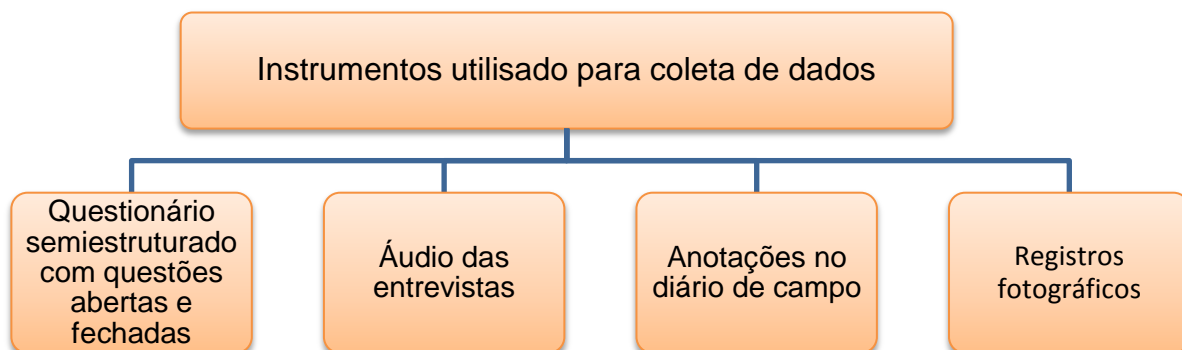 Instrumentos utilisado para coleta de dados
Questionário
semiestruturado
com questões
abertas e
fechadas
Áudio das
entrevistas
Anotações no
diário de campo
Registros
fotográficos